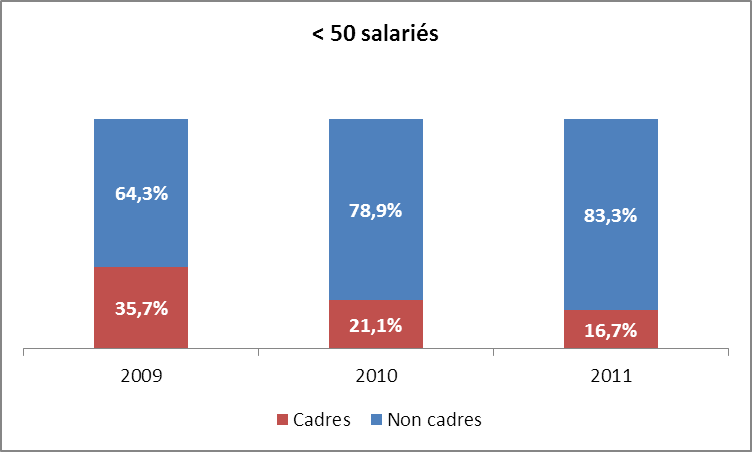 < 50 salariés
64,3% 78,9% 83,3%
35,7% 21,1% 16,7%
2009 2010 2011
Cadres Non cadres